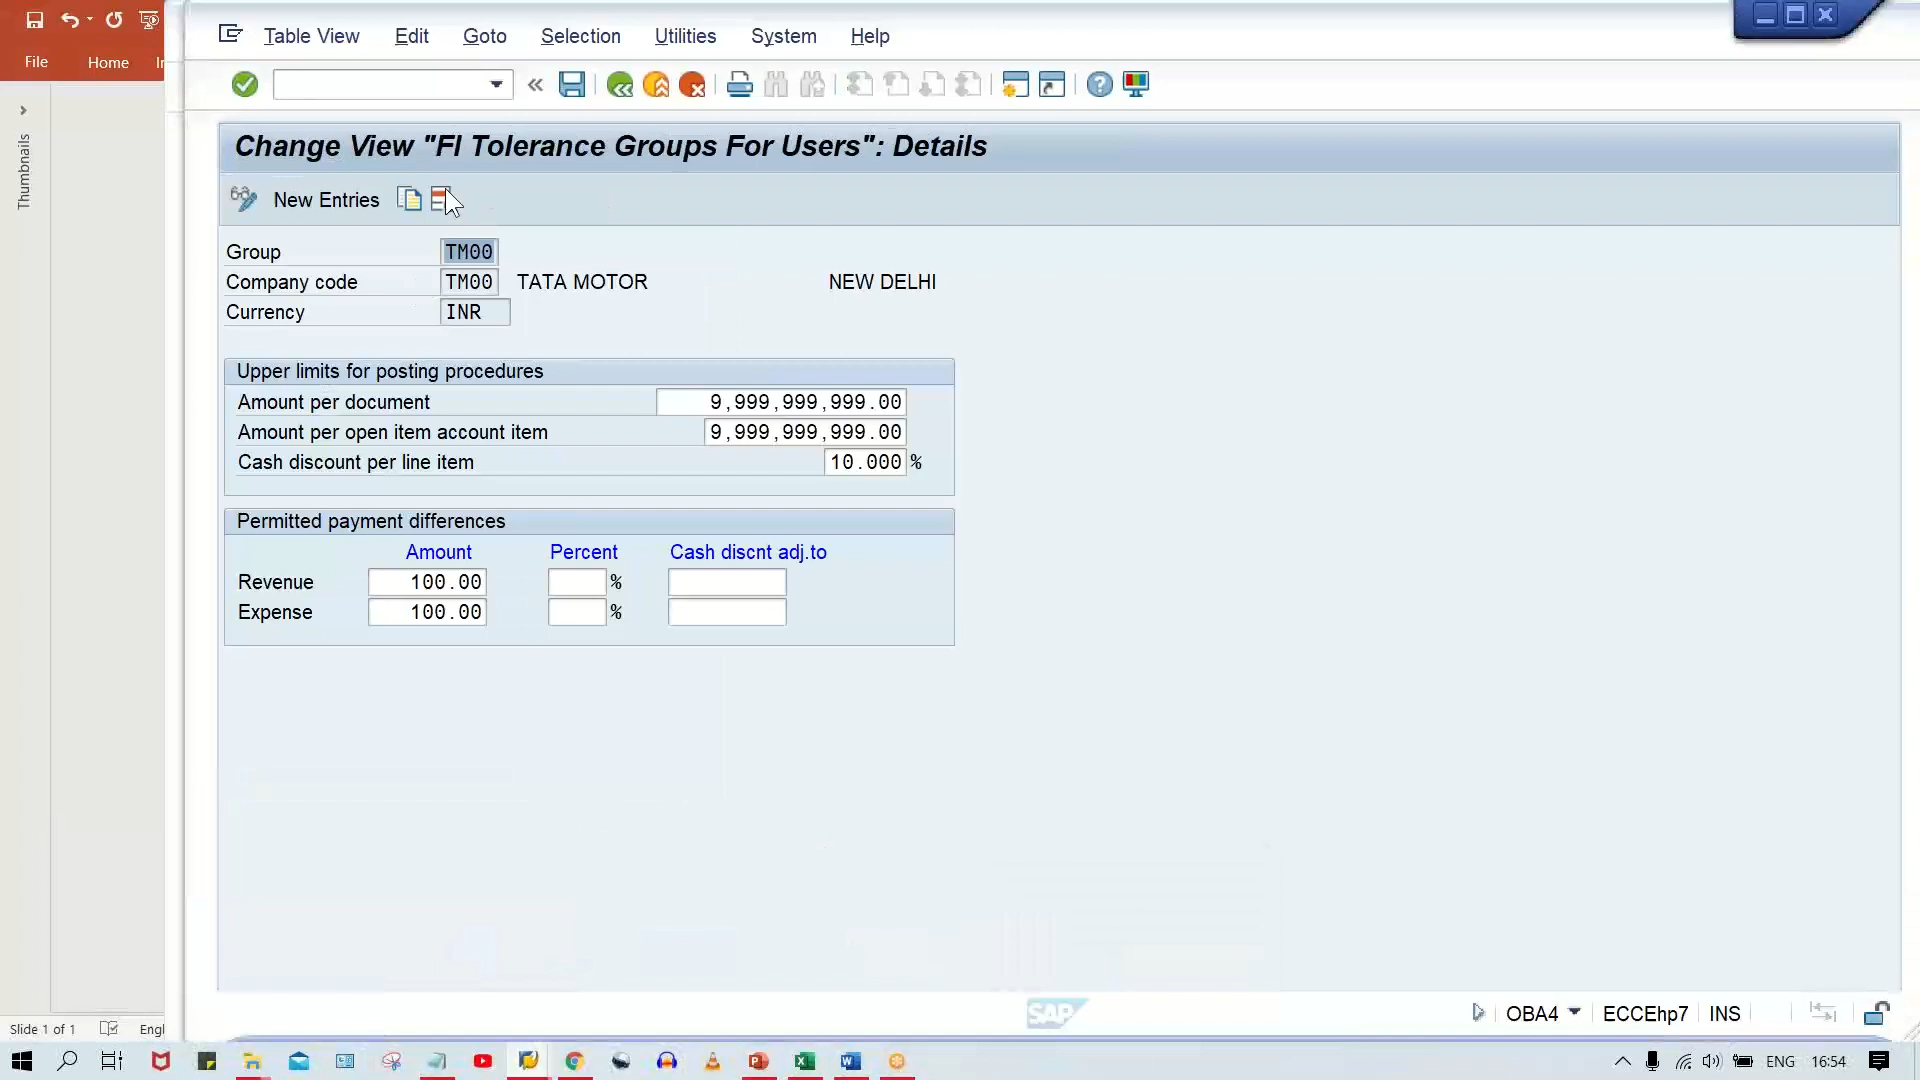 Table View Edit Goto Selection Utilities System Help
File Home
Change View "FI Tolerance Groups For Users": Details
New Entries
Thumbnails
Group TM00
Company code TM00 TATA MOTOR NEW DELHI
Currency INR
Upper limits for posting procedures
Amount per document 9,999,999,999.00
Amount per open item account item 9,999,999,999.00
Cash discount per line item 10.000 %
Permitted payment differences
Amount Percent Cash discnt adj.to
Revenue 100.00 %
Expense 100.00 %
SAP
OBA4 ECCEhp7 INS
Slide 1 of 1 Engl
ENG 16:54